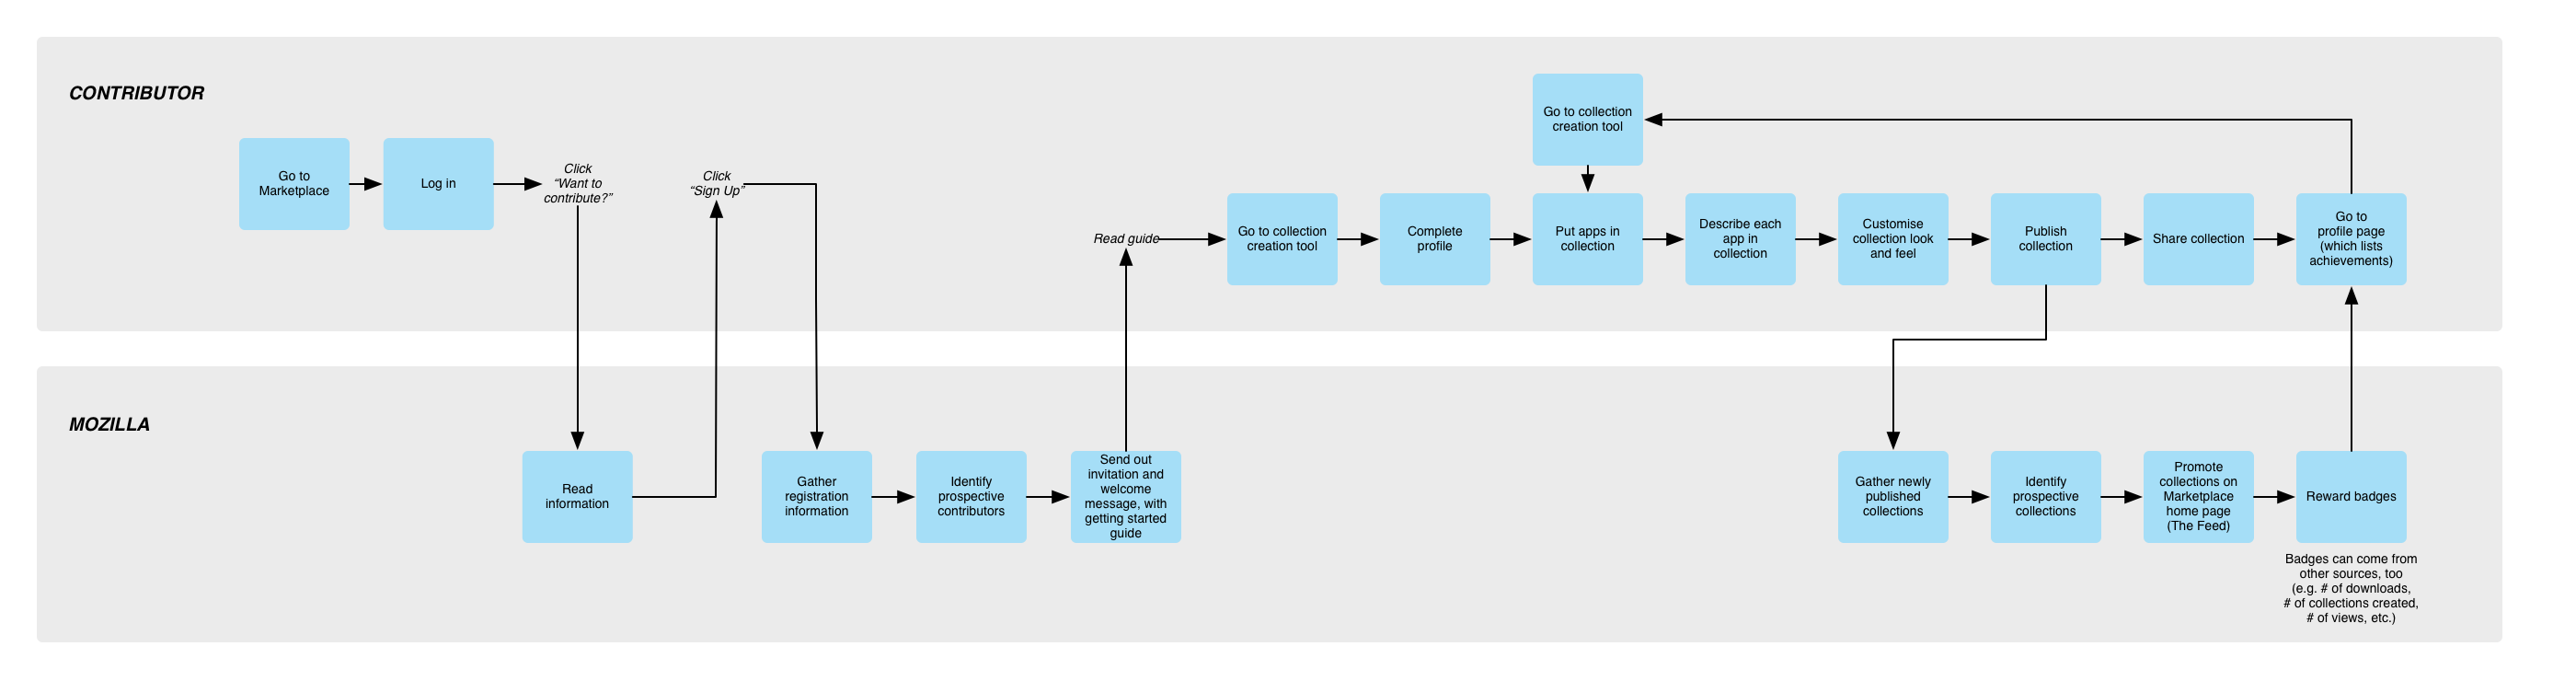 CONTRIBUTOR
Go to
Marketplace
Log in
Click
“Want to
contribute?”
Click
“Sign Up”
Read guide
Go to collection
creation tool
Complete
profile
Go to collection
creation tool
Put apps in
collection
Describe each
app in
collection
Customise
collection look
and feel
Publish
collection
Share collection
Go to
profile page
(which lists
achievements)
MOZILLA
Read
information
Gather
registration
information
Identify
prospective
contributors
Send out
invitation and
welcome
message, with
getting started
guide
Gather newly
published
collections
Identify
prospective
collections
Promote
collections on
Marketplace
home page
(The Feed)
Reward badges
Badges can come from
other sources, too
(e.g. # of downloads,
# of collections created,
# of views, etc.)